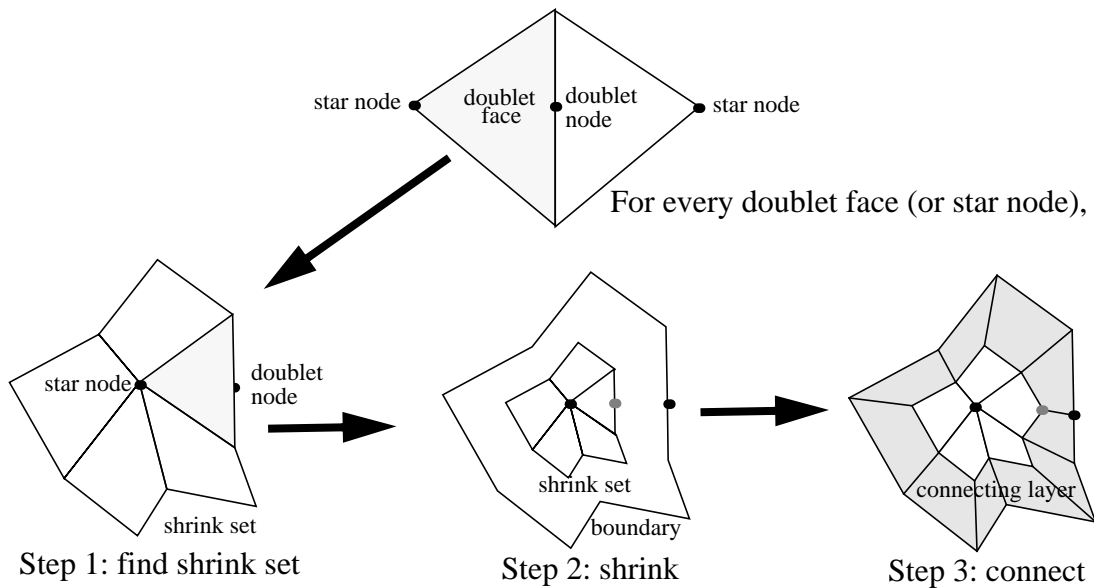 star node
doublet
face
doublet
node
star node
For every doublet face (or star node),
star node
doublet
node
shrink set
Step 1: find shrink set
shrink set
boundary
Step 2: shrink
connecting layer
Step 3: connect